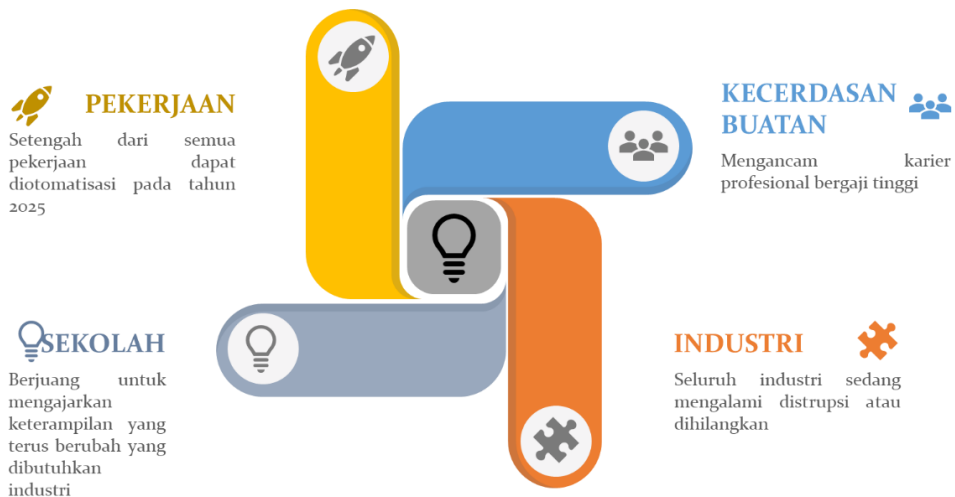 PEKERJAAN
Setengah dari semua
pekerjaan dapat
diotomatisasi pada tahun
2025
KECERDASAN
BUATAN
Mengancam karier
profesional bergaji tinggi
SEKOLAH
Berjuang untuk
mengajarkan
keterampilan yang
terus berubah yang
dibutuhkan
industri
INDUSTRI
Seluruh industri sedang
mengalami distrupsi atau
dihilangkan